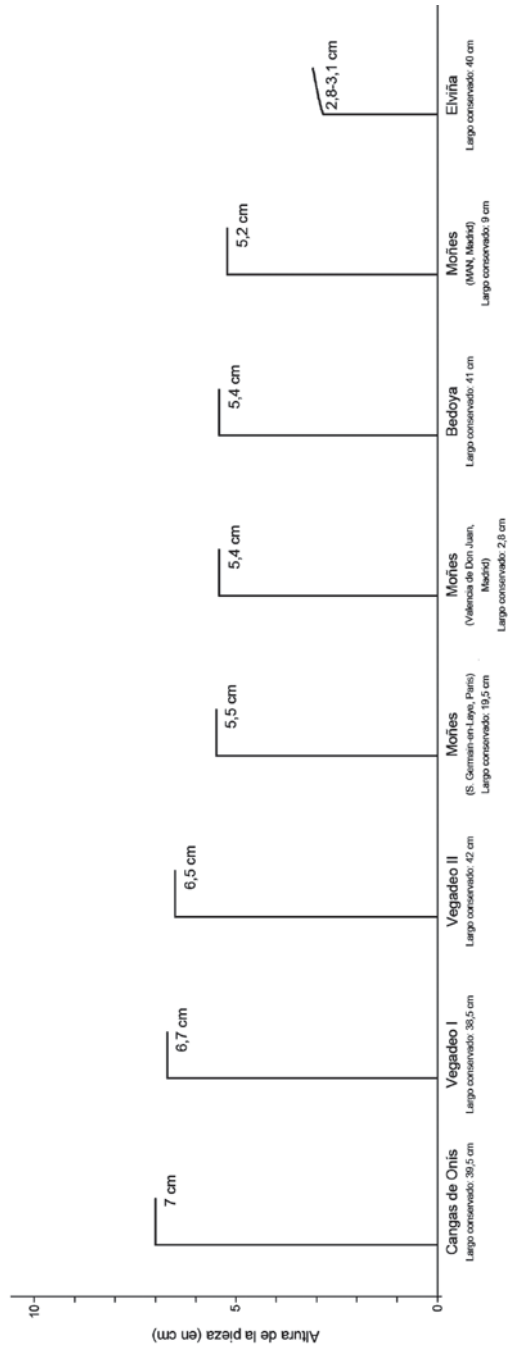 Altura de la pieza (en cm)
10
5
0
7 cm
6,7 cm
6,5 cm
5,5 cm
5,4 cm
5,4 cm
5,2 cm
2,8-3,1 cm
Cangas de Onís
Largo conservado: 39,5 cm
Vegadeo I
Largo conservado: 38,5 cm
Vegadeo II
Largo conservado: 42 cm
Moñes
(S. Germain-en-Laye, Paris)
Largo conservado: 19,5 cm
Moñes
(Valencia de Don Juan,
Madrid)
Largo conservado: 2,8 cm
Bedoya
Largo conservado: 41 cm
Moñes
(MAN, Madrid)
Largo conservado: 9 cm
Elviña
Largo conservado: 40 cm